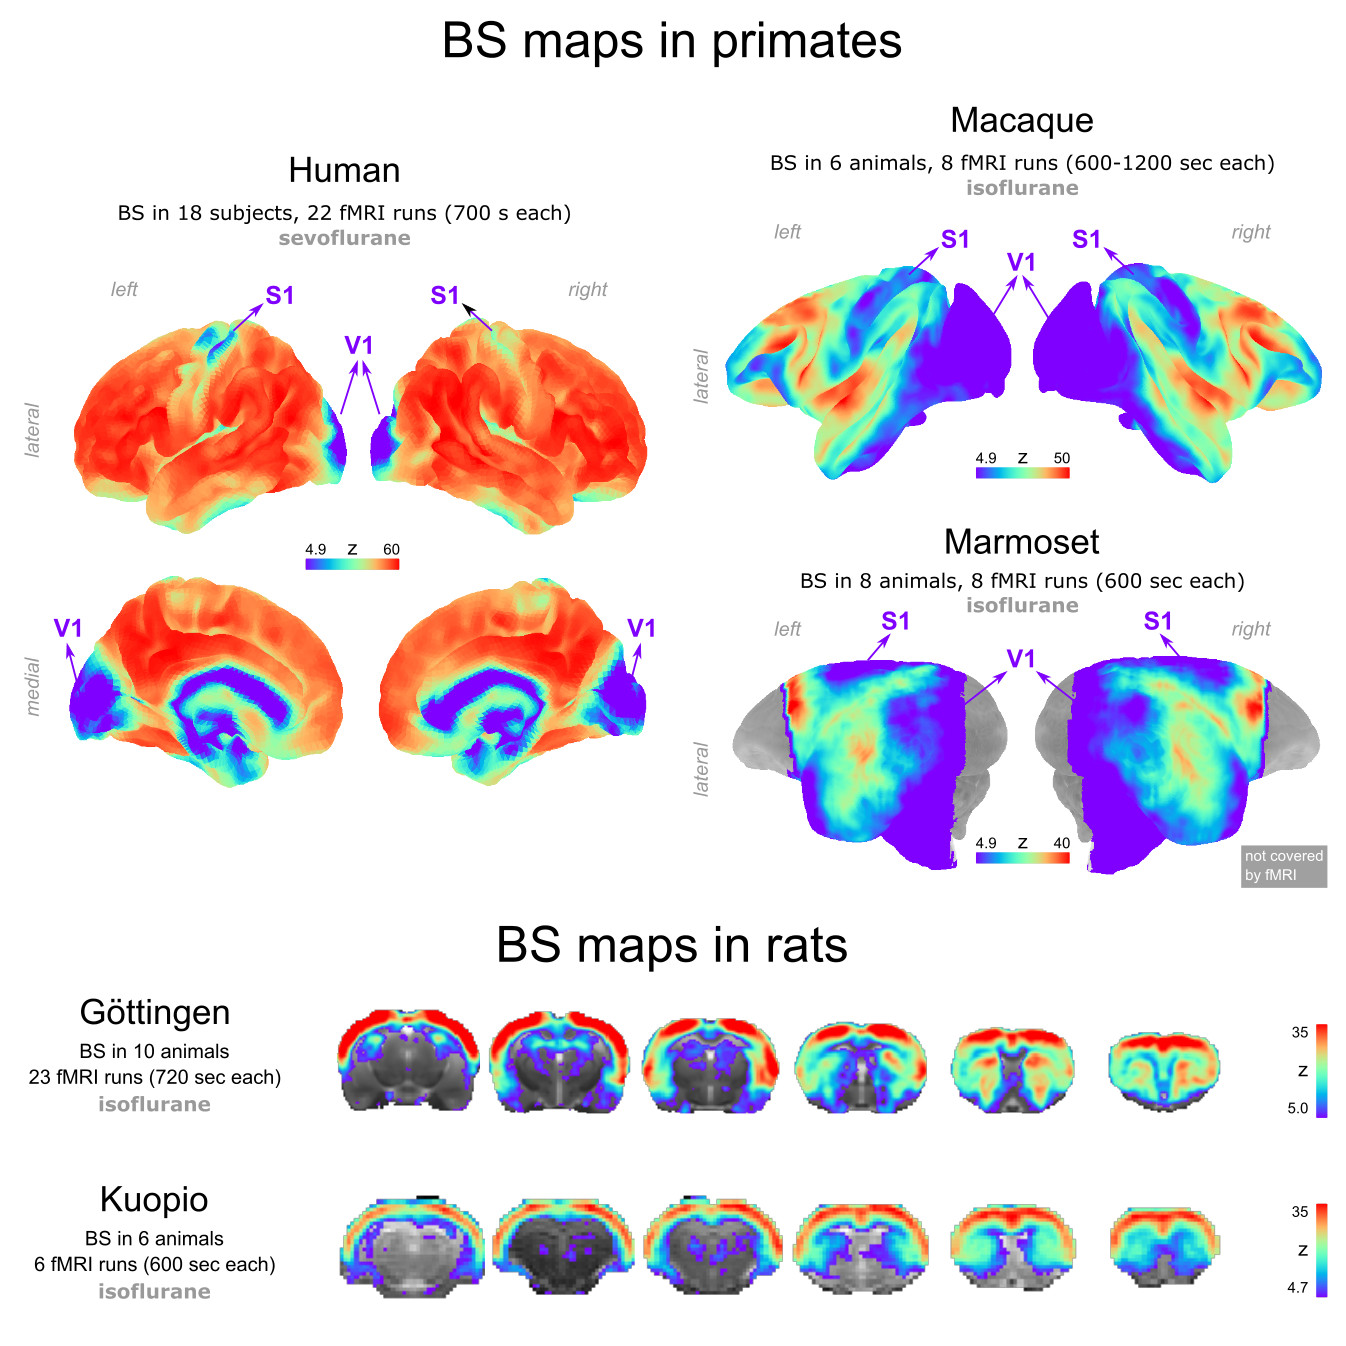 BS maps in primates
Human
BS in 18 subjects, 22 fMRI runs (700 s each)
sevoflurane
left
S1
S1
right
V1
lateral
4.9 z 60
V1
V1
medial
Macaque
BS in 6 animals, 8 fMRI runs (600-1200 sec each)
isoflurane
left
S1
V1
S1
right
lateral
4.9 z 50
Marmoset
BS in 8 animals, 8 fMRI runs (600 sec each)
isoflurane
left
S1
V1
S1
right
lateral
4.9 z 40
not covered
by fMRI
BS maps in rats
Göttingen
BS in 10 animals
23 fMRI runs (720 sec each)
isoflurane
35
z
5.0
Kuopio
BS in 6 animals
6 fMRI runs (600 sec each)
isoflurane
35
z
4.7